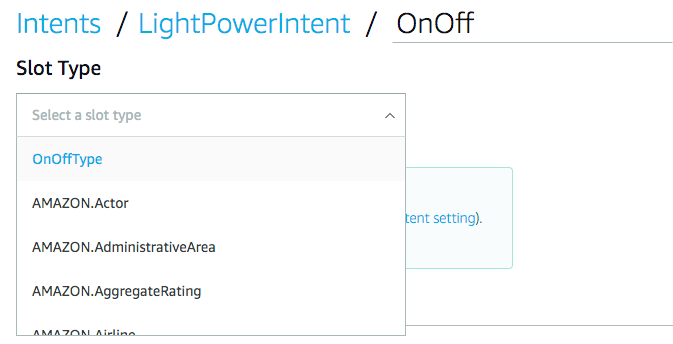 Intents / LightPowerIntent / OnOff
Slot Type
Select a slot type
OnOffType
tent setting).
AMAZON.Actor
AMAZON.AdministrativeArea
AMAZON.AggregateRating
AMAZON.Airline